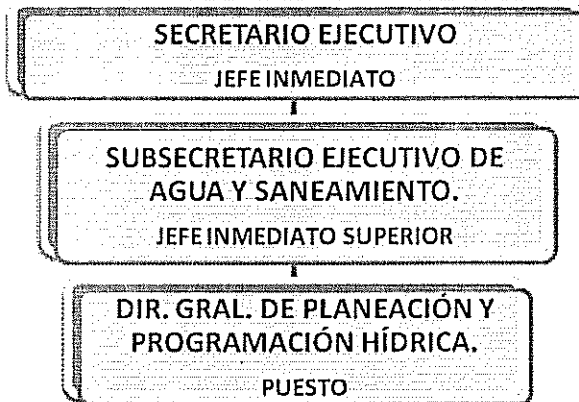 SECRETARIO EJECUTIVO
JEFE INMEDIATO
SUBSECRETARIO EJECUTIVO DE
AGUA Y SANEAMIENTO.
JEFE INMEDIATO SUPERIOR
DIR. GRAL. DE PLANEACIÓN Y
PROGRAMACIÓN HÍDRICA.
PUESTO